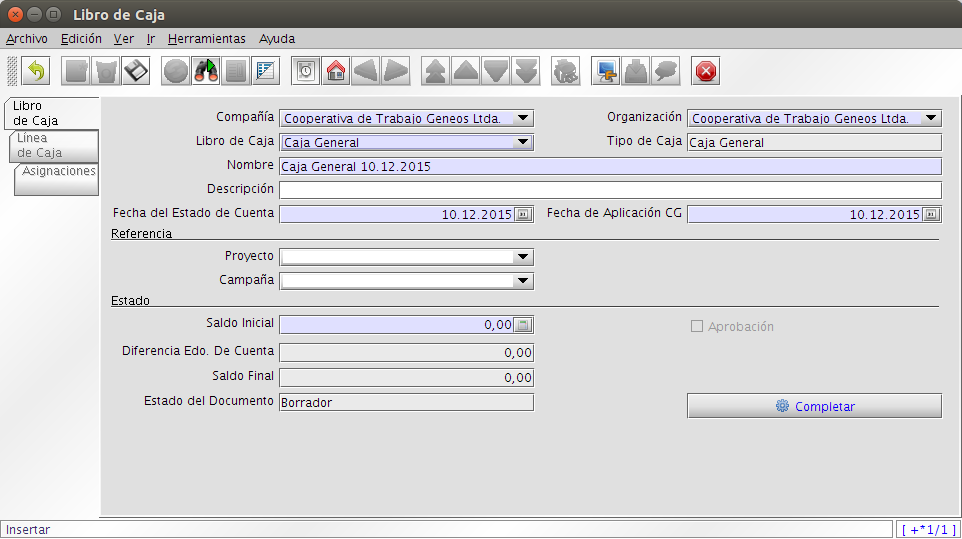 Libro de Caja
Archivo Edición Ver Ir Herramientas Ayuda
Libro
de Caja
Línea
de Caja
Asignaciones
Compañía Cooperativa de Trabajo Geneos Ltda. Organización Cooperativa de Trabajo Geneos Ltda.
Libro de Caja Caja General Tipo de Caja Caja General
Nombre Caja General 10.12.2015
Descripción
Fecha del Estado de Cuenta 10.12.2015 Fecha de Aplicación CG 10.12.2015
Referencia
Proyecto
Campaña
Estado
Saldo Inicial 0,00 Aprobación
Diferencia Edo. De Cuenta 0,00
Saldo Final 0,00
Estado del Documento Borrador Completar
Insertar [ +*1/1 ]